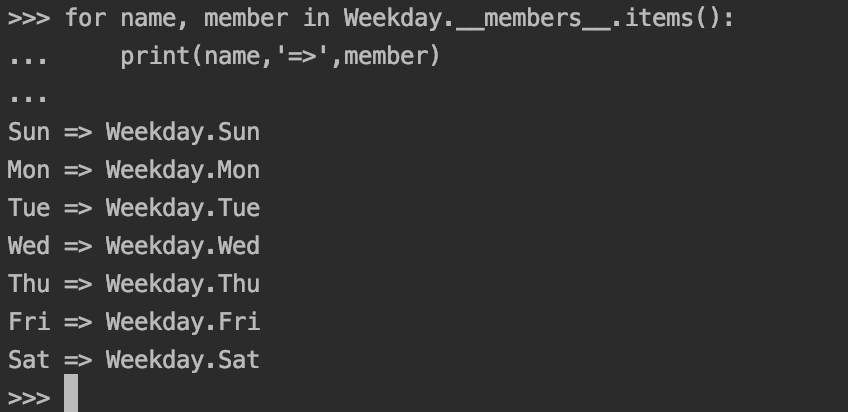 >>> for name, member in Weekday.__members__.items():
...     print(name,'=>',member)
...
Sun => Weekday.Sun
Mon => Weekday.Mon
Tue => Weekday.Tue
Wed => Weekday.Wed
Thu => Weekday.Thu
Fri => Weekday.Fri
Sat => Weekday.Sat
>>>